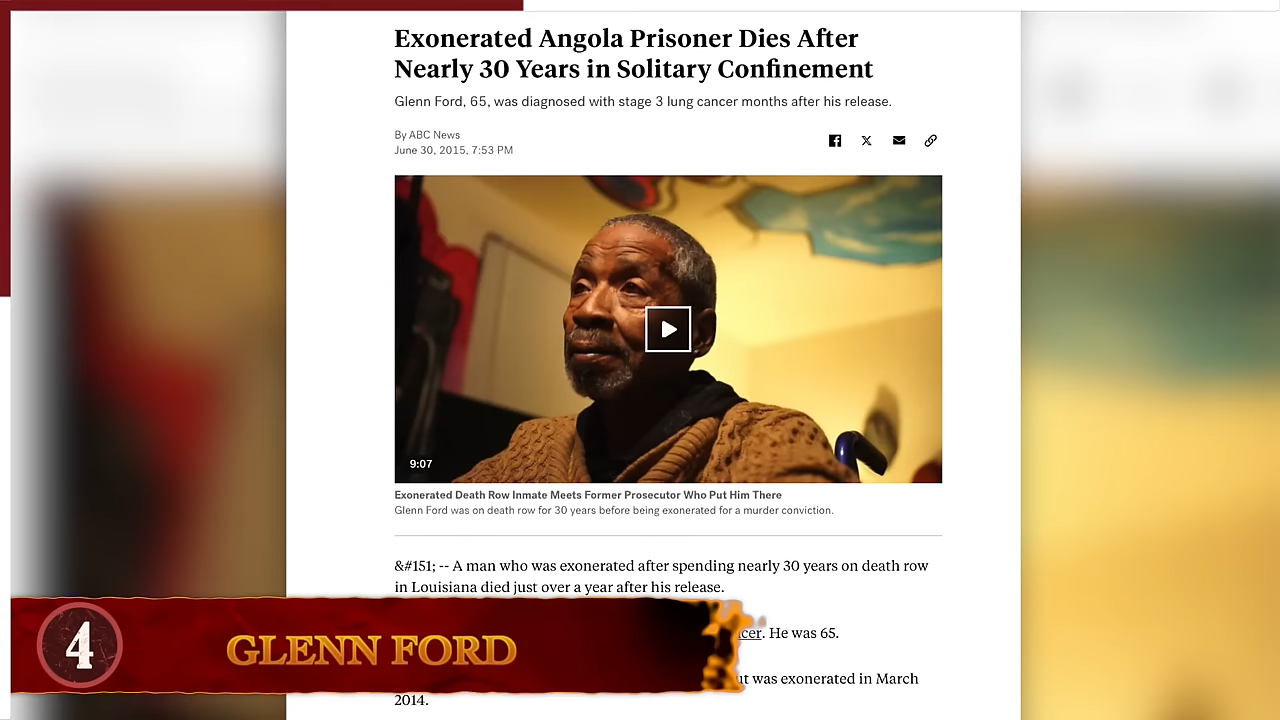 Exonerated Angola Prisoner Dies After
Nearly 30 Years in Solitary Confinement
Glenn Ford, 65, was diagnosed with stage 3 lung cancer months after his release.
By ABC News
June 30, 2015, 7:53 PM
9:07
Exonerated Death Row Inmate Meets Former Prosecutor Who Put Him There
Glenn Ford was on death row for 30 years before being exonerated for a murder conviction.
&#151; -- A man who was exonerated after spending nearly 30 years on death row
in Louisiana died just over a year after his release.
He was 65.
was exonerated in March
2014.
4
GLENN FORD